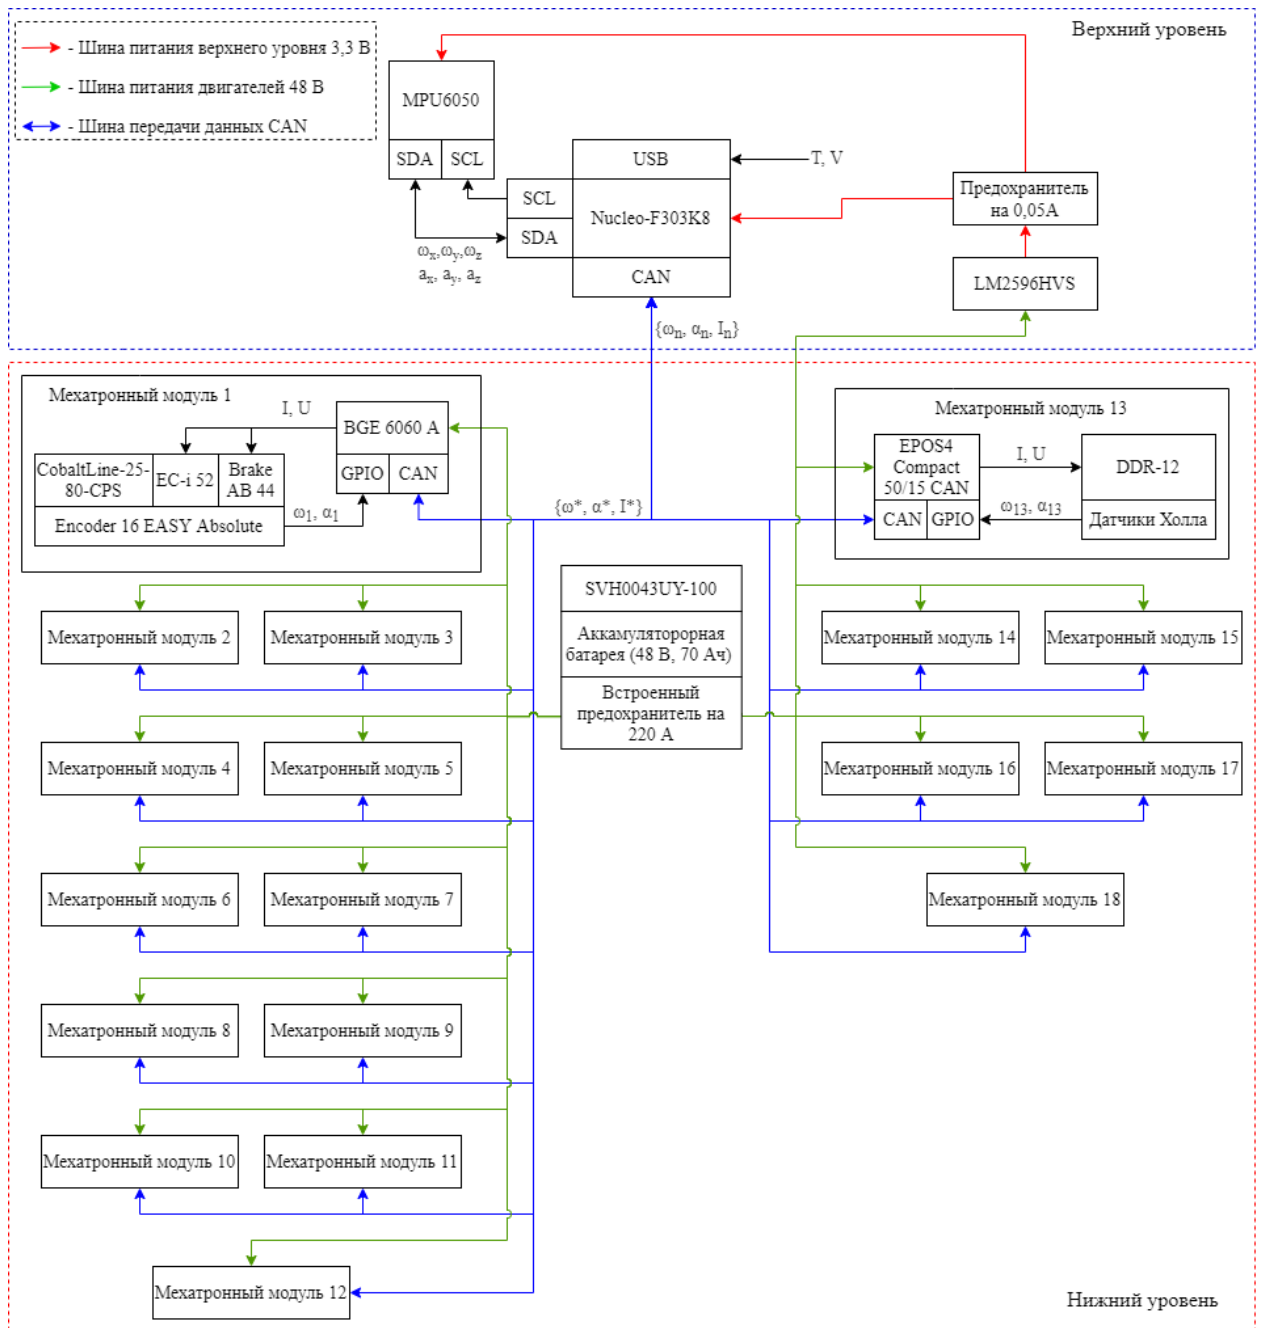 Верхний уровень
- Шина питания верхнего уровня 3,3 В
- Шина питания двигателей 48 В
- Шина передачи данных CAN
MPU6050
SDA
SCL
USB
T, V
SCL
Nucleo-F303K8
SDA
CAN
ωx,ωy,ωz
ax, ay, az
Предохранитель
на 0,05А
LM2596HVS
{ωn, αn, In}
Мехатронный модуль 1
I, U
BGE 6060 A
GPIO
CAN
CobaltLine-25-
80-CPS
EC-i 52
Brake
AB 44
Encoder 16 EASY Absolute
ω1, α1
{ω*, α*, I*}
Мехатронный модуль 13
EPOS4
Compact
50/15 CAN
I, U
DDR-12
CAN
GPIO
ω13, α13
Датчики Холла
SVH0043UY-100
Аккамуляторорная
батарея (48 В, 70 Ач)
Встроенный
предохранитель на
220 А
Мехатронный модуль 2
Мехатронный модуль 3
Мехатронный модуль 14
Мехатронный модуль 15
Мехатронный модуль 4
Мехатронный модуль 5
Мехатронный модуль 16
Мехатронный модуль 17
Мехатронный модуль 6
Мехатронный модуль 7
Мехатронный модуль 18
Мехатронный модуль 8
Мехатронный модуль 9
Мехатронный модуль 10
Мехатронный модуль 11
Мехатронный модуль 12
Нижний уровень